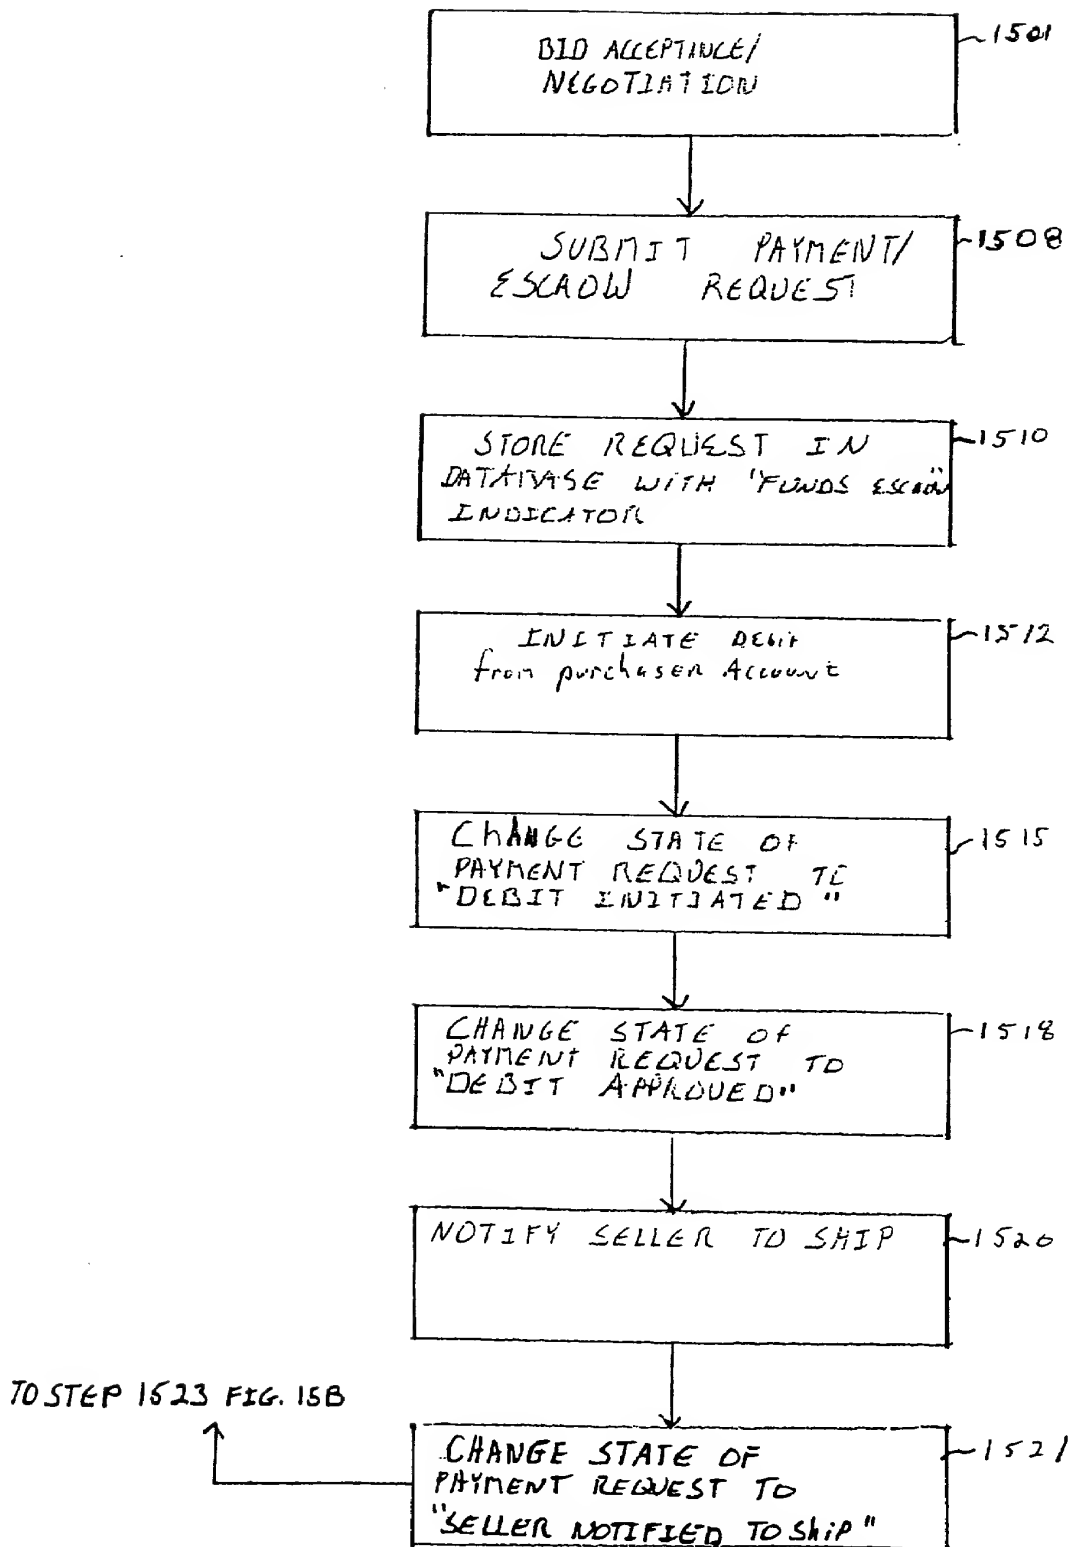 BID ACCEPTANCE/
NEGOTIATION
1501
SUBMIT PAYMENT/
ESCROW REQUEST
1508
STORE REQUEST IN
DATABASE WITH "FUNDS ESCROW"
INDICATOR
1510
INITIATE DEbit
from purchaser Account
1512
ChANGE STATE OF
PAYMENT REQUEST TO
"DEBIT INITIATED"
1515
CHANGE STATE OF
PAYMENT REQUEST TO
"DEBIT APPROVED"
1518
NOTIFY SELLER TO SHIP
1520
TO STEP 1523 FIG. 15B
CHANGE STATE OF
PAYMENT REQUEST TO
"SELLER NOTIFIED TO ShiP"
1521